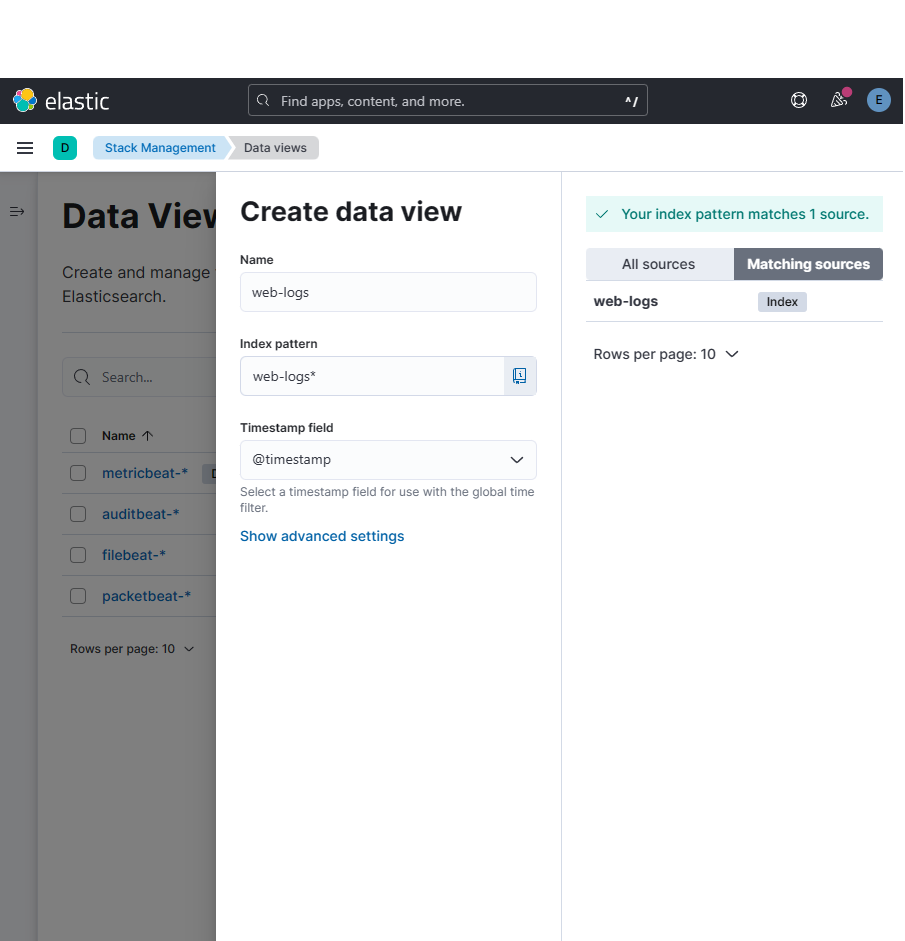 elastic
Find apps, content, and more.
^/
E
D
Stack Management
Data views
Data View
Create and manage
Elasticsearch.
Search...
Name
metricbeat-*
auditbeat-*
filebeat-*
packetbeat-*
Rows per page: 10
Create data view
Name
web-logs
Index pattern
web-logs*
Timestamp field
@timestamp
Select a timestamp field for use with the global time
filter.
Show advanced settings
Your index pattern matches 1 source.
All sources
Matching sources
web-logs
Index
Rows per page: 10